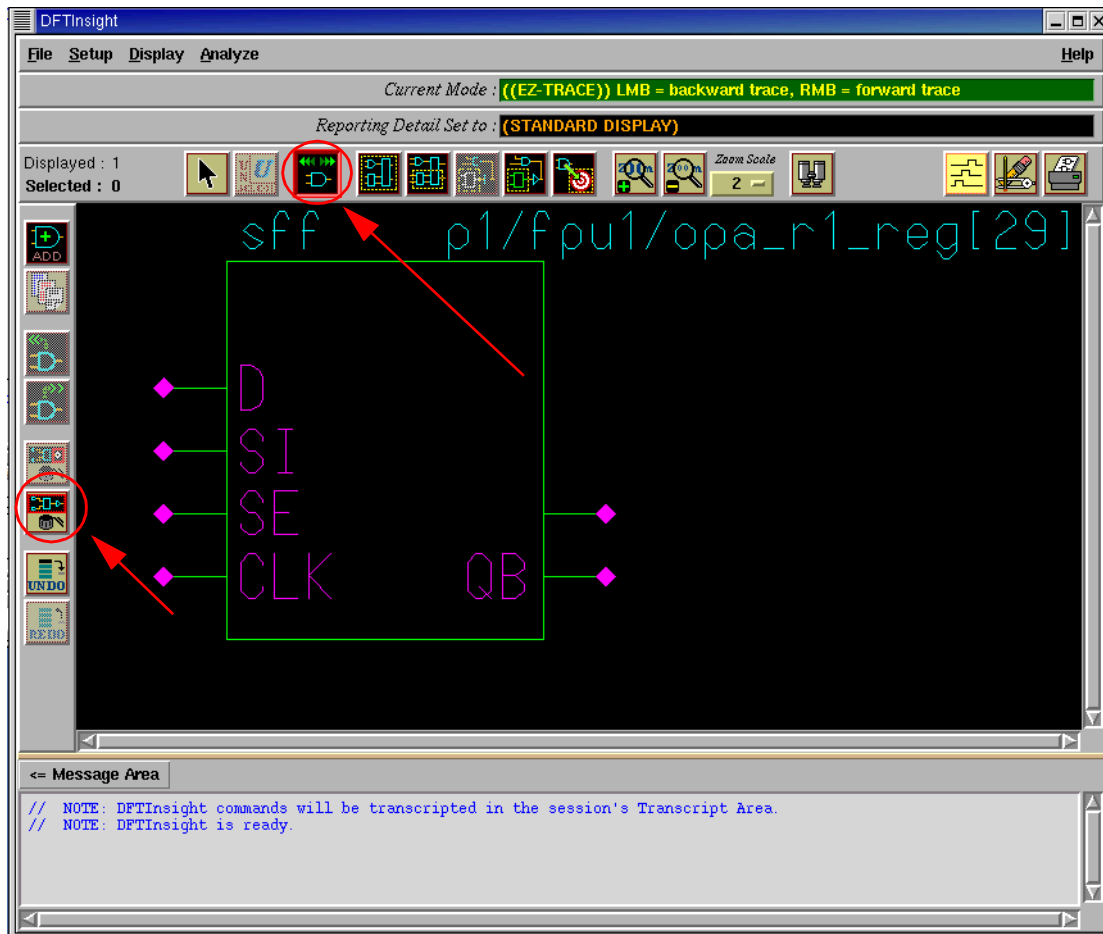 DFTInsight
File Setup Display Analyze Help
Current Mode : ((EZ-TRACE)) LMB = backward trace, RMB = forward trace
Reporting Detail Set to : (STANDARD DISPLAY)
Displayed : 1
Selected : 0
Zoom Scale
2
ADD
sff p1/fpu1/opa_r1_reg[29]
D
SI
SE
CLK QB
UNDO
REDO
<= Message Area
// NOTE: DFTInsight commands will be transcripted in the session's Transcript Area.
// NOTE: DFTInsight is ready.